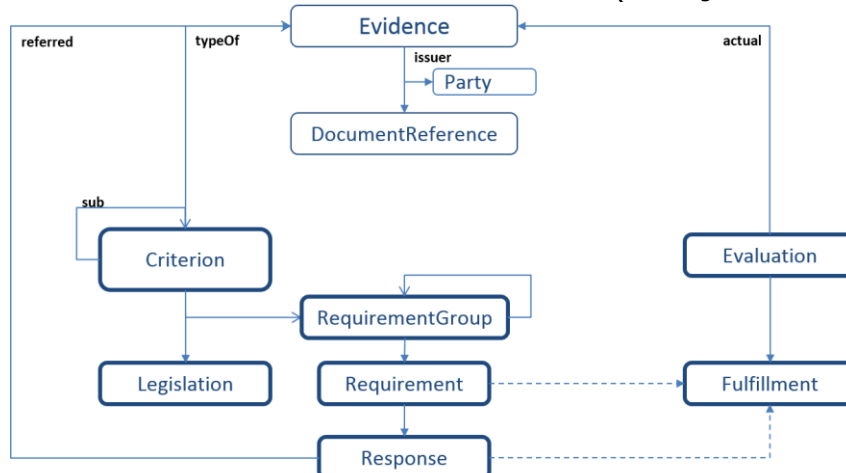 Evidence
referred
typeOf
actual
issuer
Party
DocumentReference
sub
Criterion
Evaluation
RequirementGroup
Legislation
Requirement
Fulfillment
Response